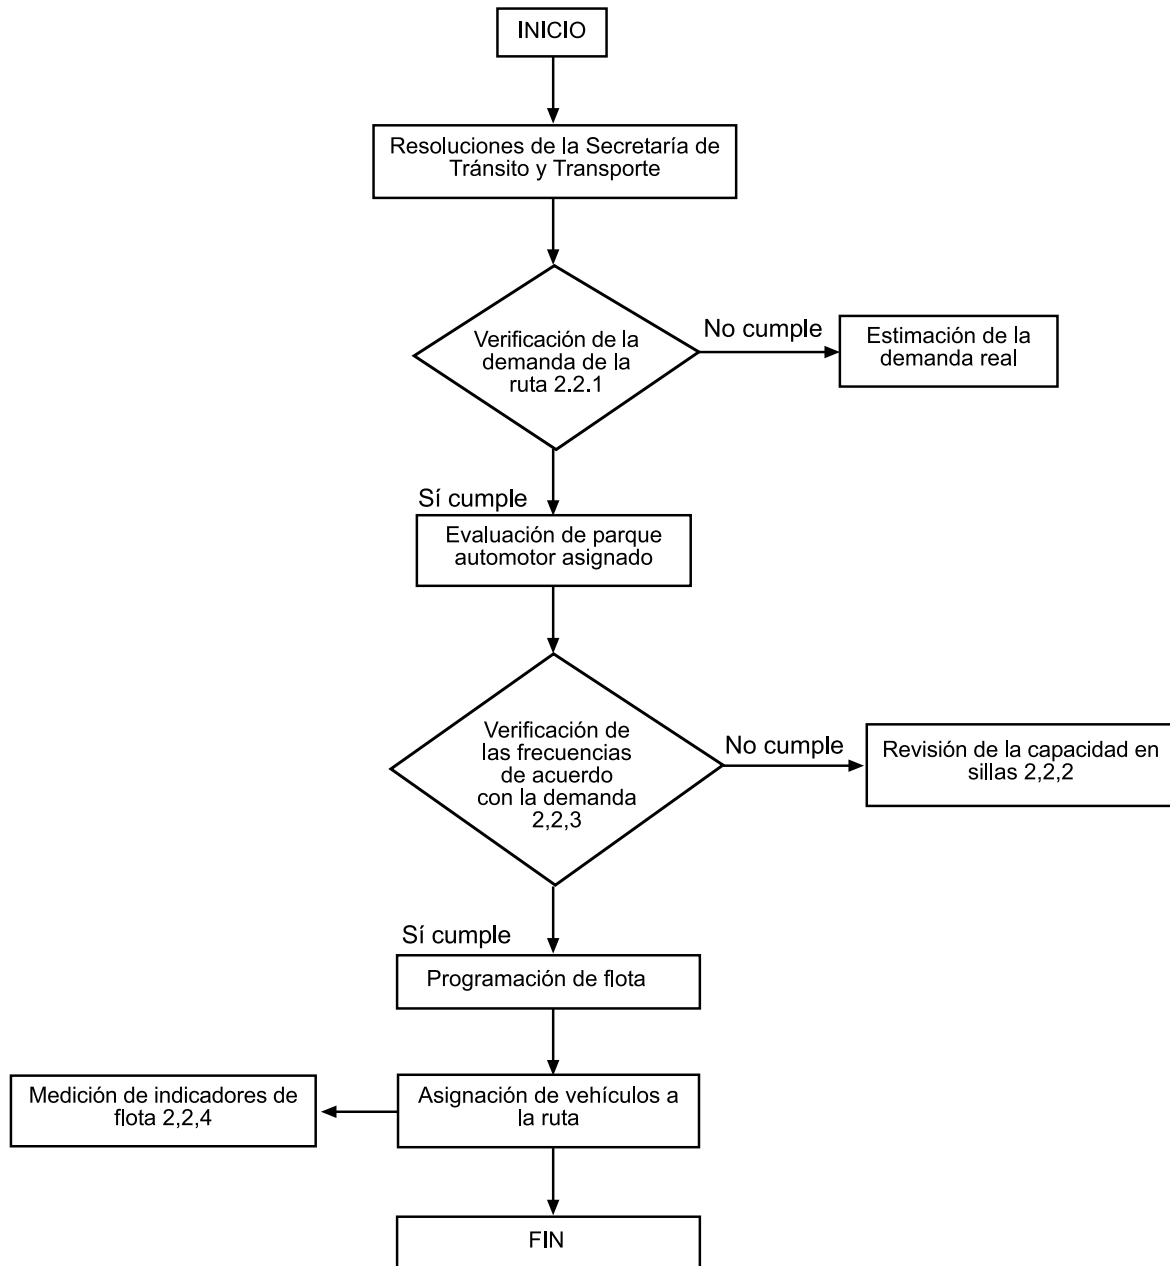 INICIO
Resoluciones de la Secretaría de
Tránsito y Transporte
Verificación de la
demanda de la
ruta 2.2.1
No cumple
Estimación de la
demanda real
Sí cumple
Evaluación de parque
automotor asignado
Verificación de
las frecuencias
de acuerdo
con la demanda
2,2,3
No cumple
Revisión de la capacidad en
sillas 2,2,2
Sí cumple
Programación de flota
Medición de indicadores de
flota 2,2,4
Asignación de vehículos a
la ruta
FIN